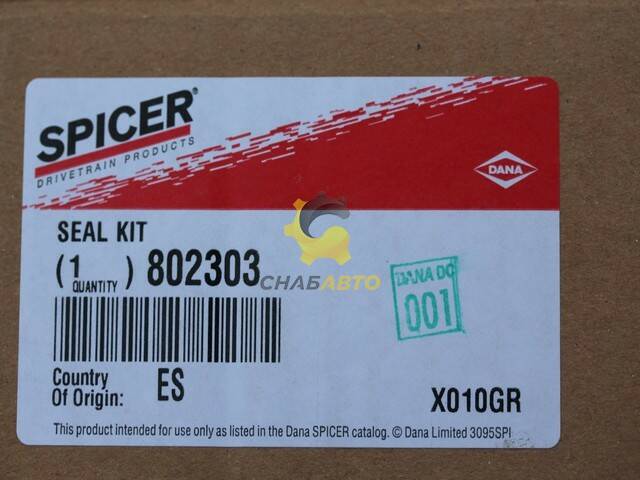 SPICER®
DRIVETRAIN PRODUCTS
DANA
SEAL KIT
(1) 802303
QUANTITY
СНАБАВТО
DANA DC
001
Country
Of Origin: ES
X010GR
This product intended for use only as listed in the Dana SPICER catalog. © Dana Limited 3095SPI